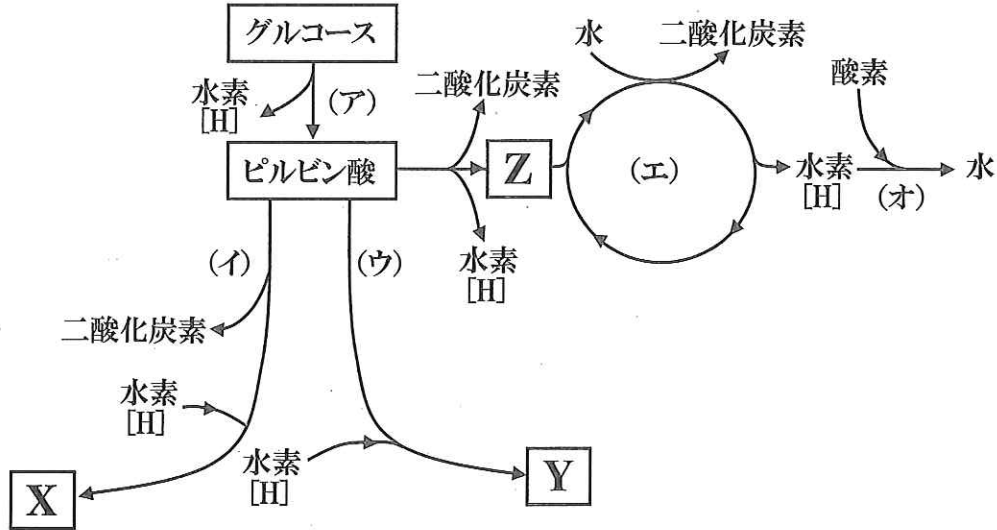 グルコース
水素
[H]
(ア)
ピルビン酸
二酸化炭素
Z
水素
[H]
水
二酸化炭素
(エ)
酸素
水素
[H]
(オ)
水
(イ)
(ウ)
二酸化炭素
水素
[H]
水素
[H]
X
Y